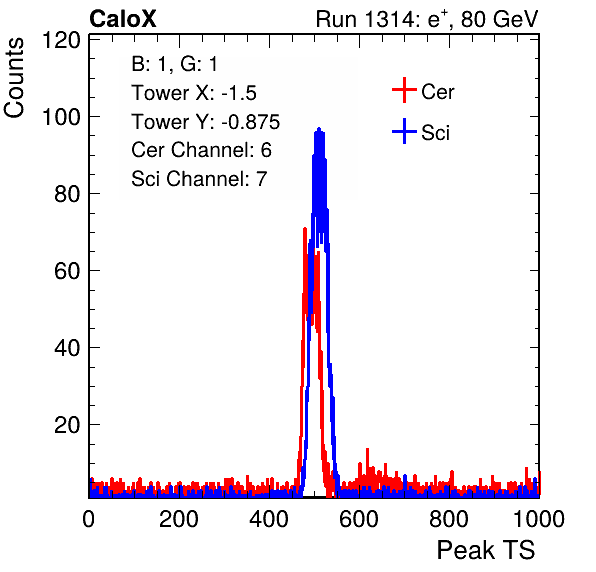 CaloX Run 1314: e+, 80 GeV
Counts
B: 1, G: 1
Tower X: -1.5
Tower Y: -0.875
Cer Channel: 6
Sci Channel: 7
Cer
Sci
120
100
80
60
40
20
0 200 400 600 800 1000
Peak TS